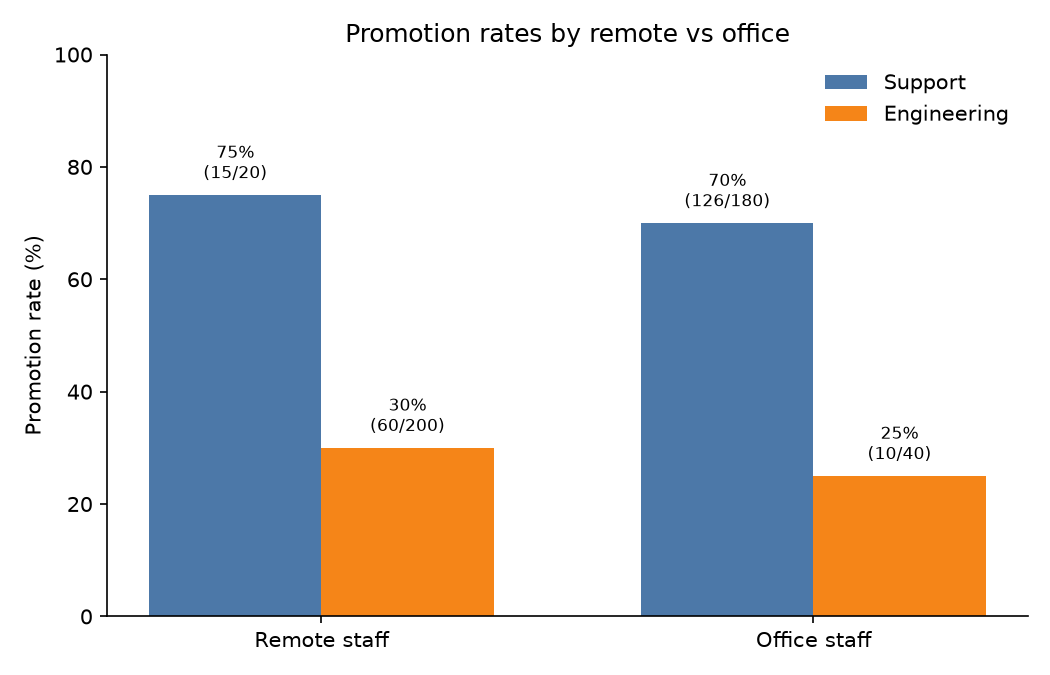 Promotion rates by remote vs office
Support
Engineering
Promotion rate (%)
100
80
60
40
20
0
75%
(15/20)
30%
(60/200)
70%
(126/180)
25%
(10/40)
Remote staff
Office staff